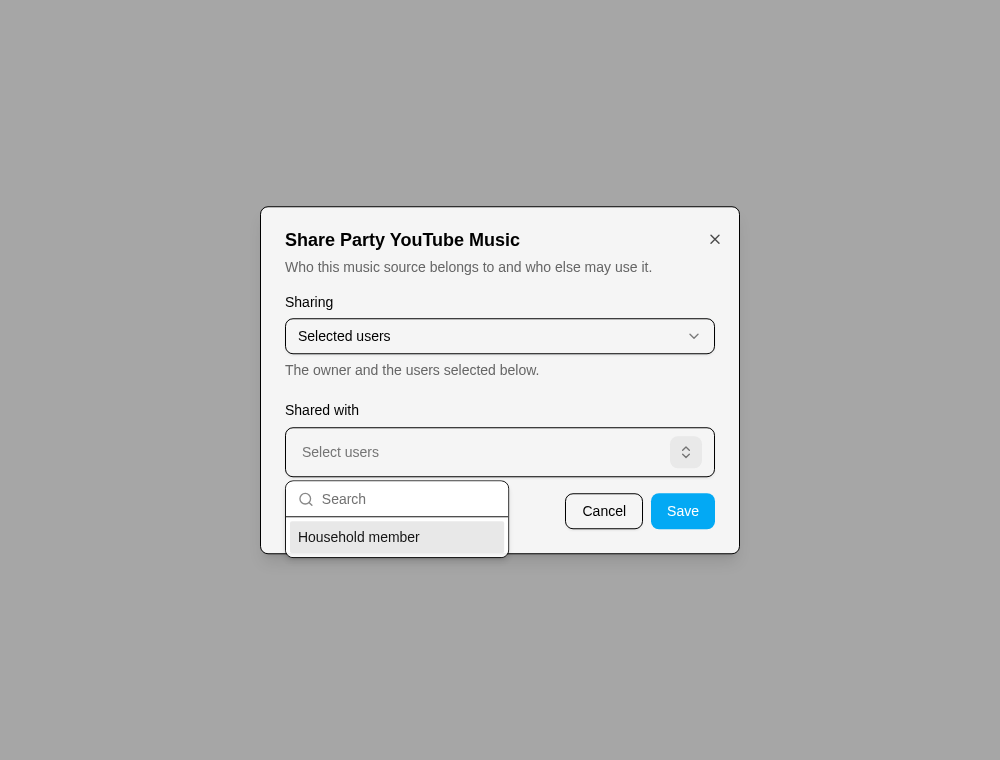 Share Party YouTube Music
Who this music source belongs to and who else may use it.
Sharing
Selected users
The owner and the users selected below.
Shared with
Select users
Search
Household member
Cancel
Save